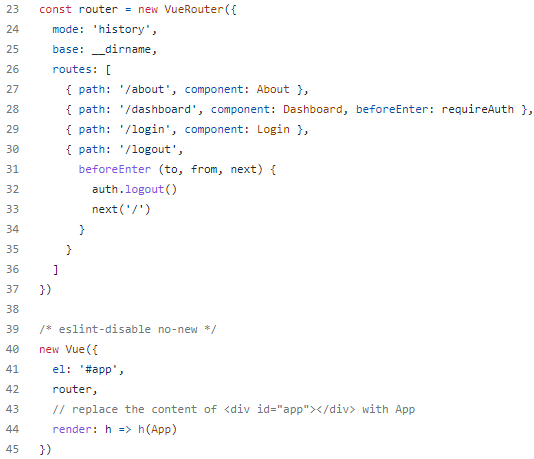 23 const router = new VueRouter({
24   mode: 'history',
25   base: __dirname,
26   routes: [
27     { path: '/about', component: About },
28     { path: '/dashboard', component: Dashboard, beforeEnter: requireAuth },
29     { path: '/login', component: Login },
30     { path: '/logout',
31       beforeEnter (to, from, next) {
32         auth.logout()
33         next('/')
34       }
35     }
36   ]
37 })
38
39 /* eslint-disable no-new */
40 new Vue({
41   el: '#app',
42   router,
43   // replace the content of <div id="app"></div> with App
44   render: h => h(App)
45 })